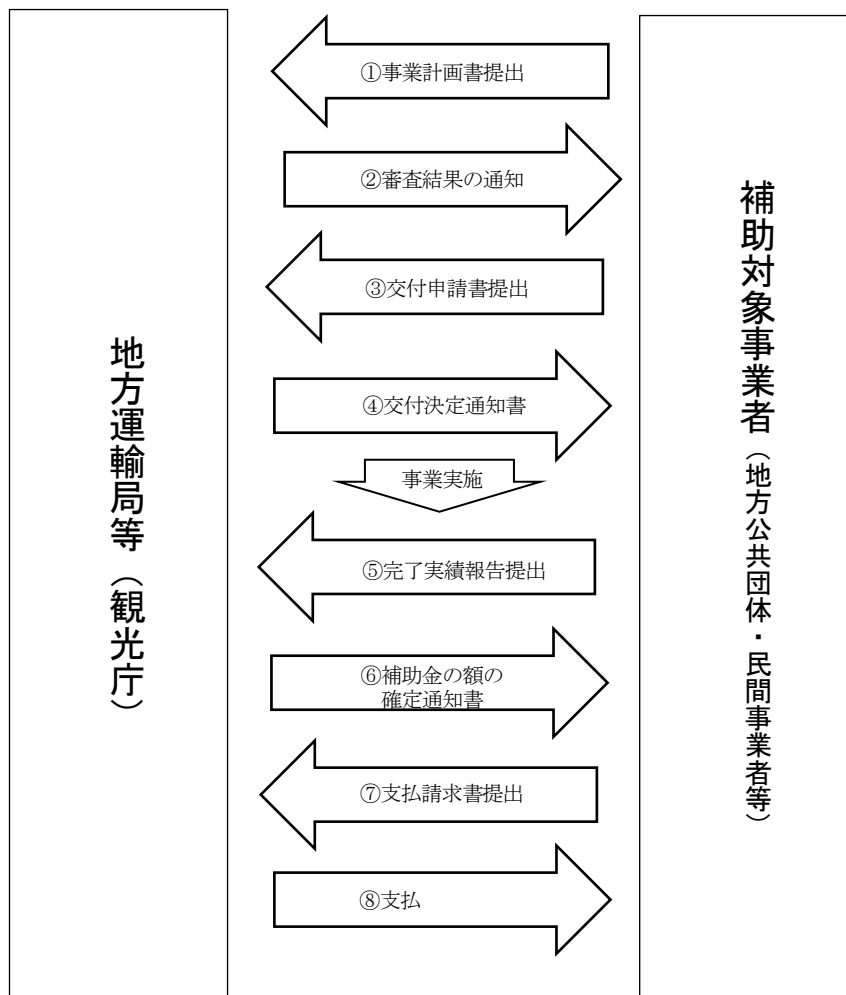 地方運輸局等（観光庁）
①事業計画書提出
②審査結果の通知
③交付申請書提出
④交付決定通知書
事業実施
⑤完了実績報告提出
⑥補助金の額の
確定通知書
⑦支払請求書提出
⑧支払
補助対象事業者（地方公共団体・民間事業者等）